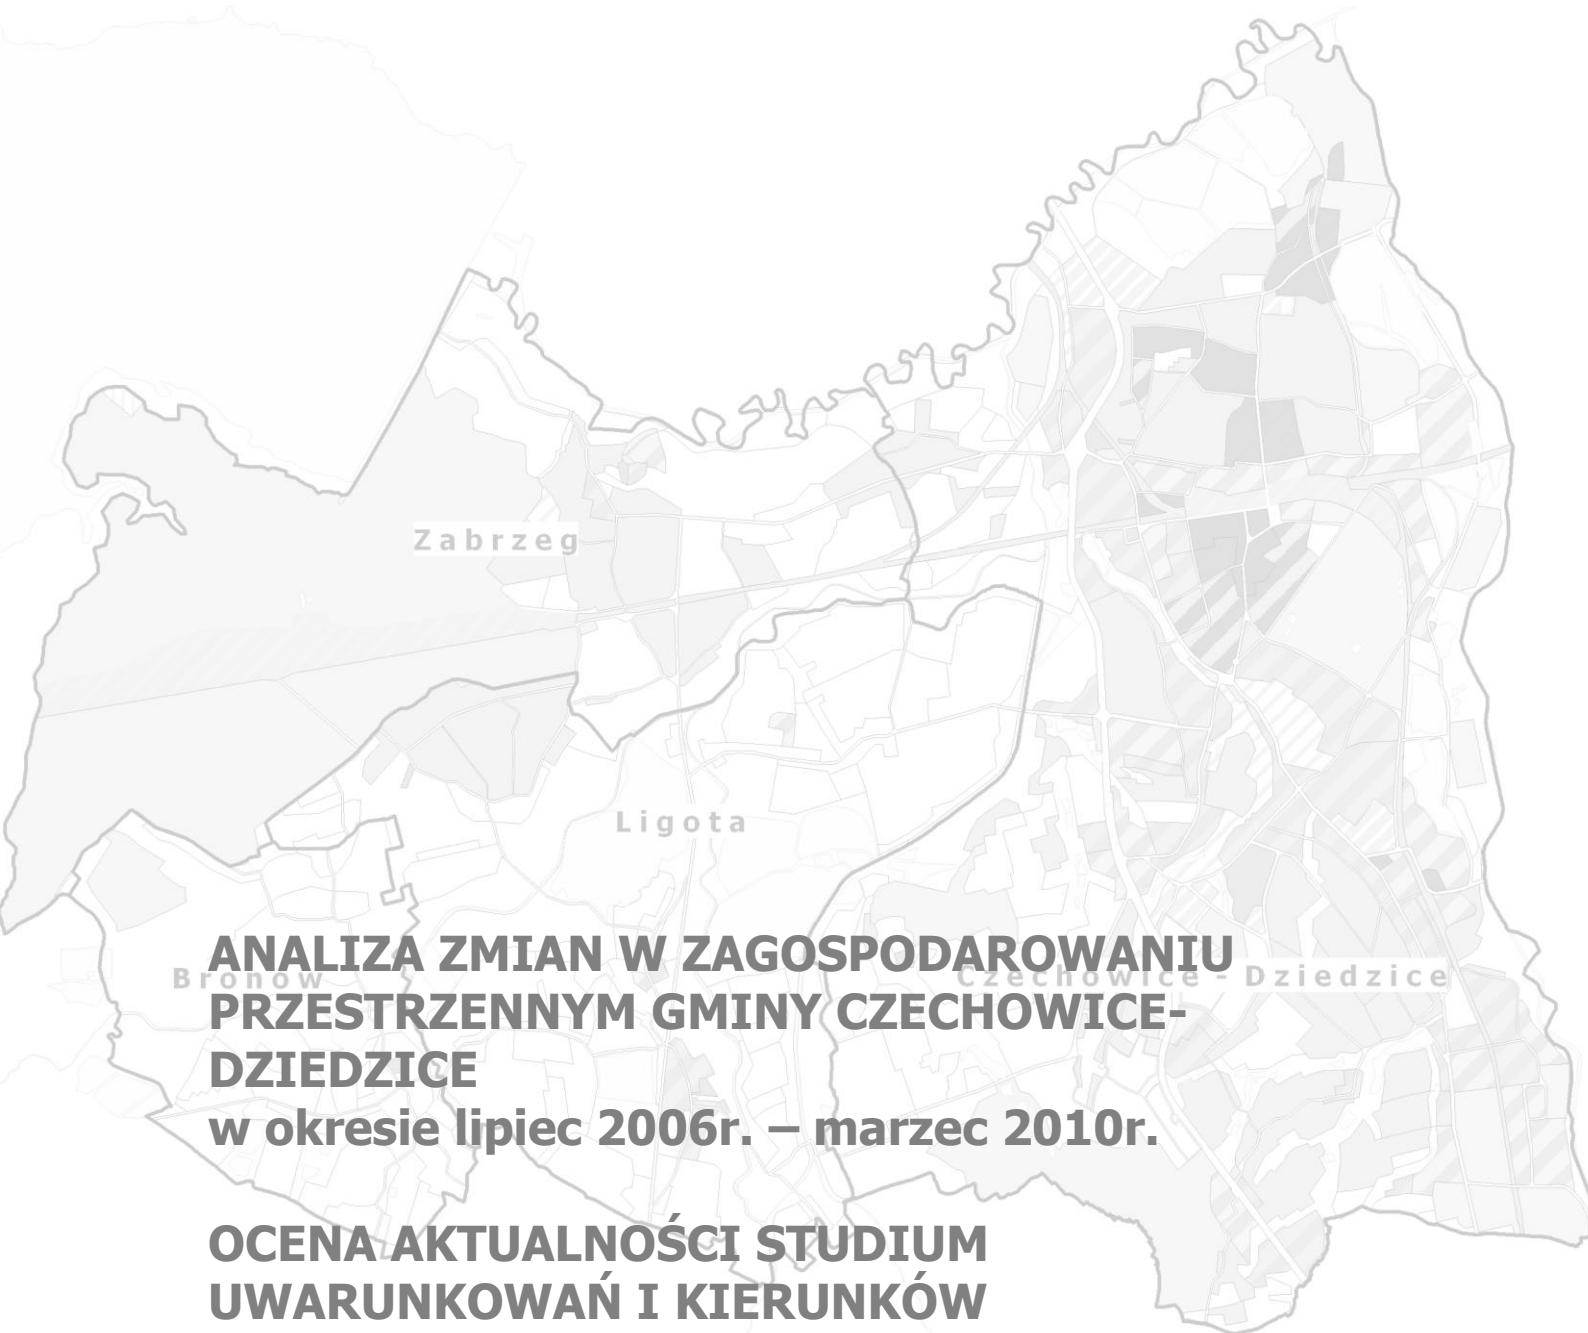 Zabrzeg
Ligota
ANALIZA ZMIAN W ZAGOSPODAROWANIU
Bronów
Czechowice - Dziedzice
PRZESTRZENNYM GMINY CZECHOWICE-
DZIEDZICE
w okresie lipiec 2006r. – marzec 2010r.
OCENA AKTUALNOŚCI STUDIUM
UWARUNKOWAŃ I KIERUNKÓW